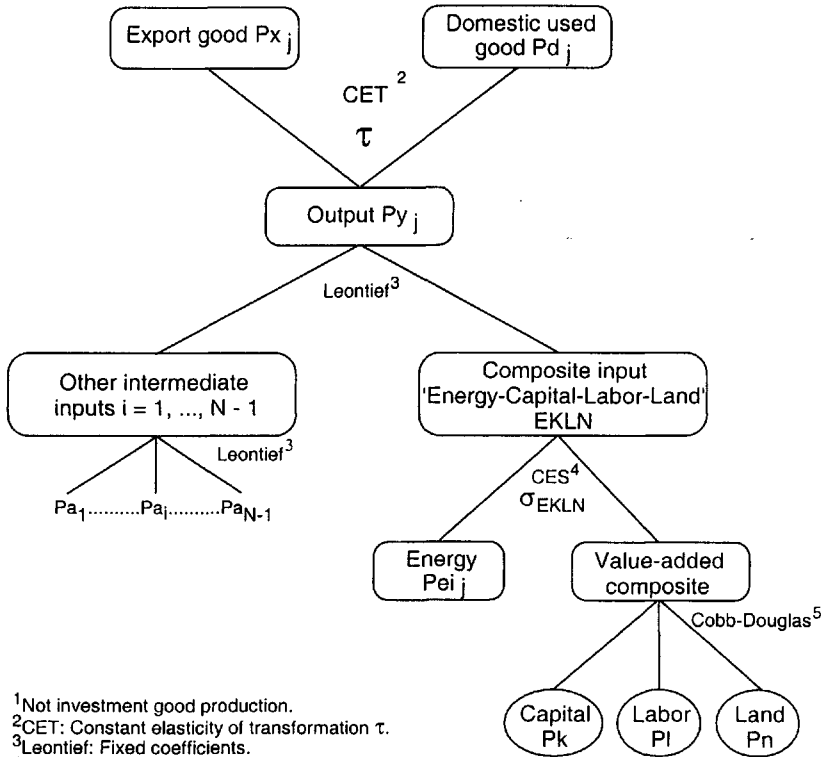 Export good Px j
Domestic used
good Pd j
CET 2
τ
Output Py j
Leontief3
Other intermediate
inputs i = 1, ..., N - 1
Composite input
'Energy-Capital-Labor-Land'
EKLN
Leontief3
CES4
σEKLN
Pa1..........Pai.........PaN-1
Energy
Pei j
Value-added
composite
Cobb-Douglas5
Capital
Pk
Labor
Pl
Land
Pn
1Not investment good production.
2CET: Constant elasticity of transformation τ.
3Leontief: Fixed coefficients.